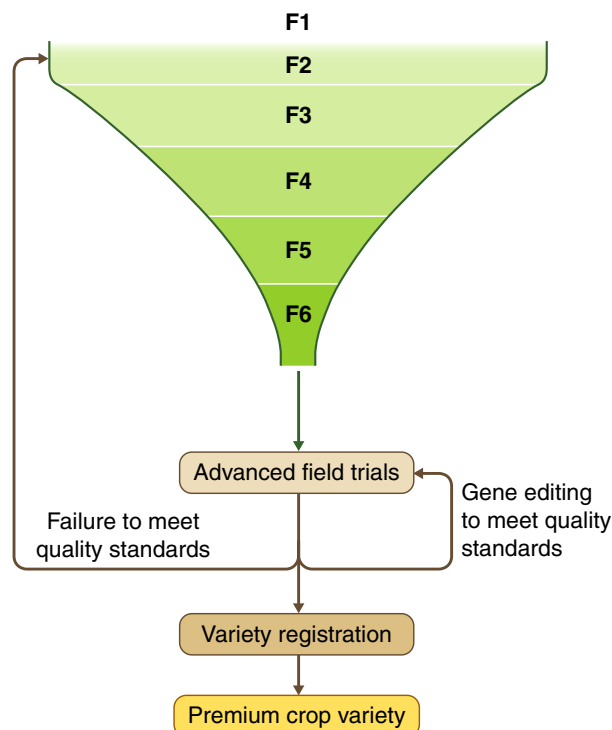 F1
F2
F3
F4
F5
F6
Advanced field trials
Failure to meet
quality standards
Gene editing
to meet quality
standards
Variety registration
Premium crop variety